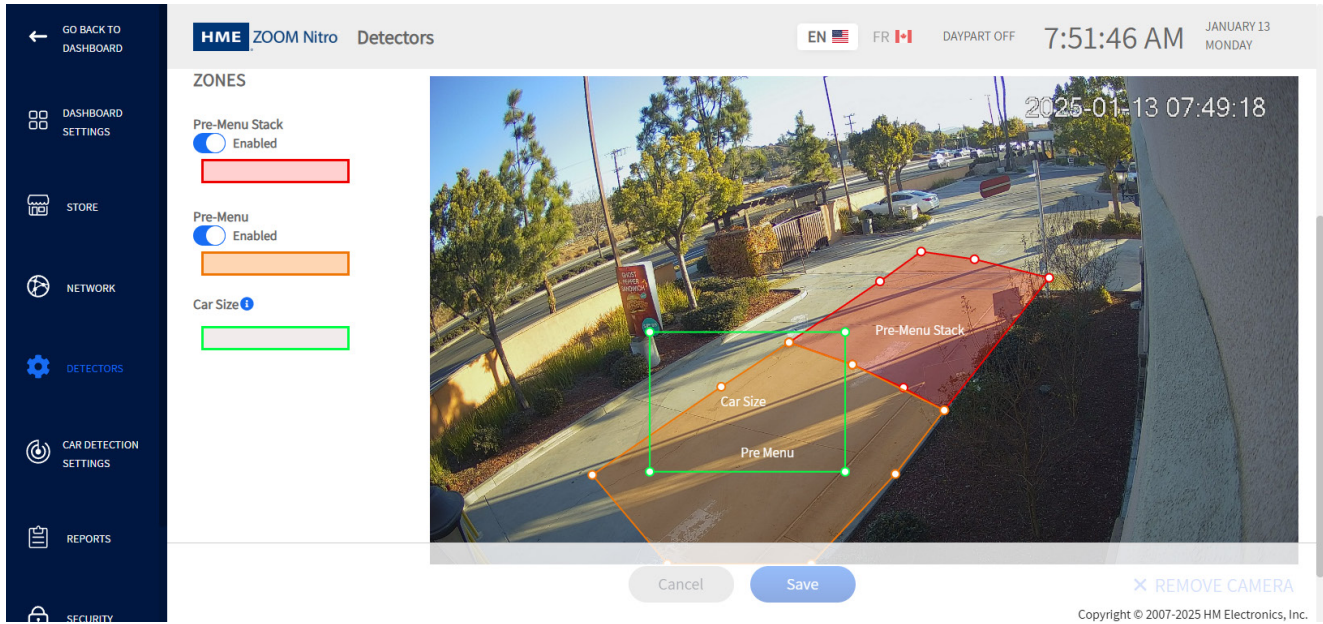 GO BACK TO
DASHBOARD
HME ZOOM Nitro Detectors
EN FR DAYPART OFF 7:51:46 AM JANUARY 13
MONDAY
DASHBOARD
SETTINGS
STORE
NETWORK
DETECTORS
CAR DETECTION
SETTINGS
REPORTS
SECURITY
ZONES
Pre-Menu Stack
Enabled
Pre-Menu
Enabled
Car Size
2025-01-13 07:49:18
GHOST
PEPPER
SANDWICH
Pre-Menu Stack
Car Size
Pre Menu
Cancel Save × REMOVE CAMERA
Copyright © 2007-2025 HM Electronics, Inc.